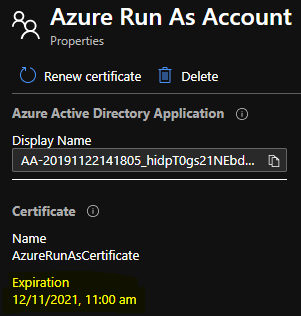 Azure Run As Account
Properties
Renew certificate
Delete
Azure Active Directory Application
Display Name
AA-20191122141805_hidpT0gs21NEbd...
Certificate
Name
AzureRunAsCertificate
Expiration
12/11/2021, 11:00 am